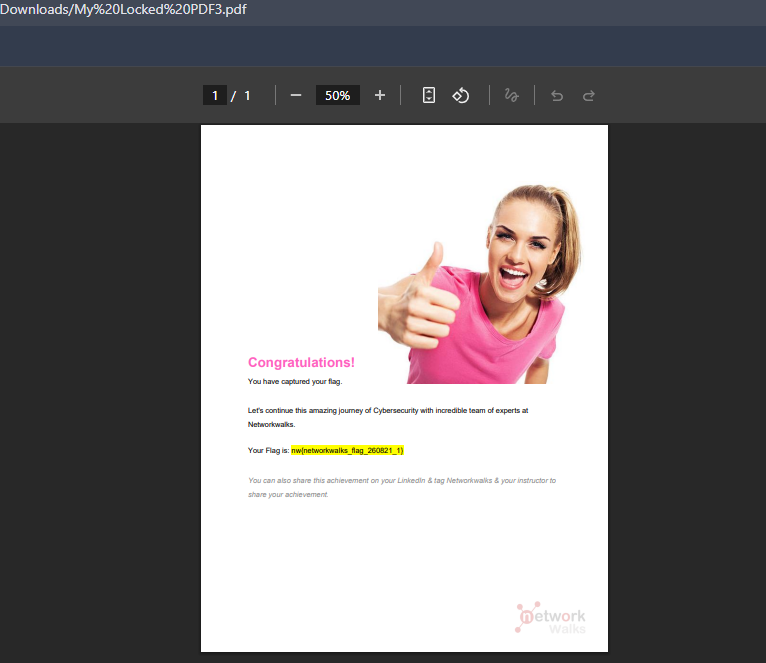 Downloads/My%20Locked%20PDF3.pdf
1 / 1
50%
Congratulations!
You have captured your flag.
Let's continue this amazing journey of Cybersecurity with incredible team of experts at
Networkwalks.
Your Flag is: nw{networkwalks_flag_260821_1}
You can also share this achievement on your LinkedIn & tag Networkwalks & your instructor to
share your achievement.
network
Walks